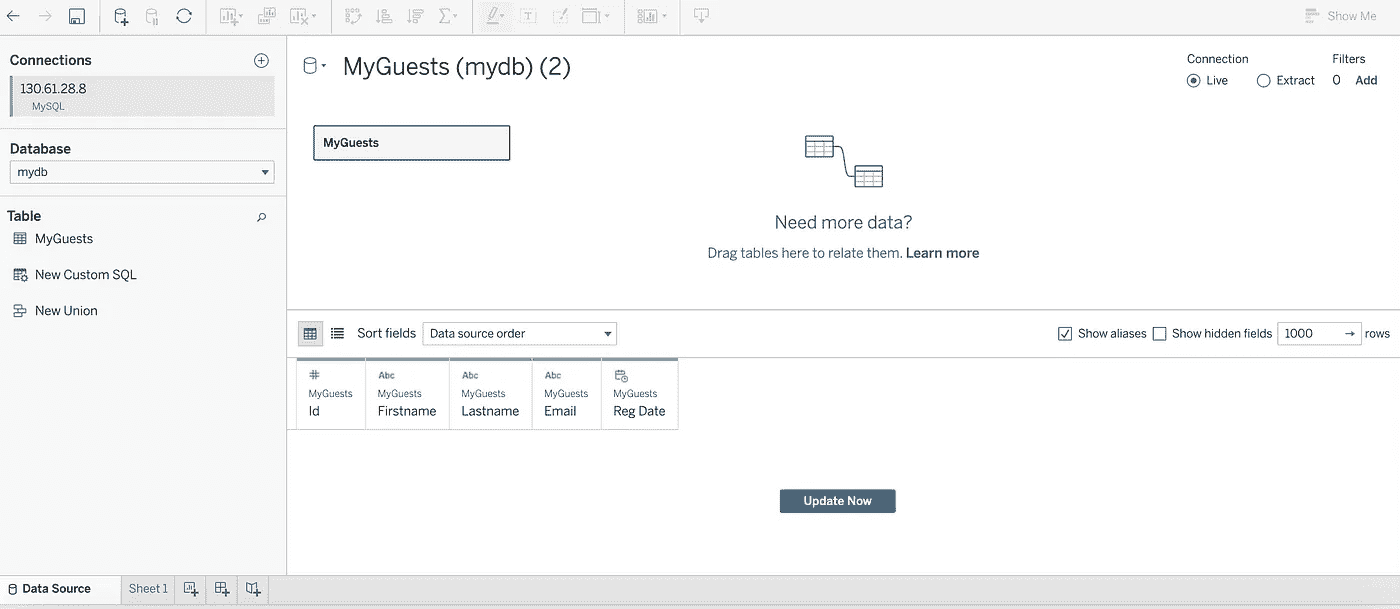 Show Me
Connections
130.61.28.8
MySQL
Database
mydb
Table
MyGuests
New Custom SQL
New Union
MyGuests (mydb) (2)
Connection
Live
Extract
Filters
0
Add
MyGuests
Need more data?
Drag tables here to relate them. Learn more
Sort fields
Data source order
Show aliases
Show hidden fields
1000
rows
MyGuests
Id
Abc
MyGuests
Firstname
Abc
MyGuests
Lastname
Abc
MyGuests
Email
MyGuests
Reg Date
Update Now
Data Source
Sheet 1